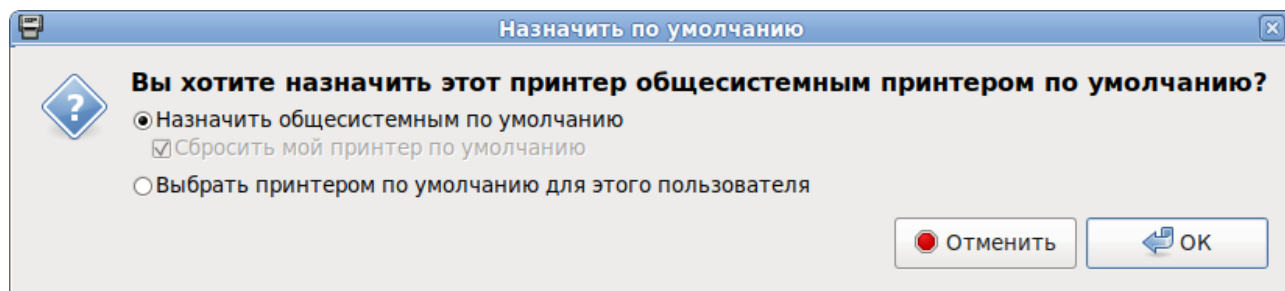 Назначить по умолчанию
Вы хотите назначить этот принтер общесистемным принтером по умолчанию?
Назначить общесистемным по умолчанию
Сбросить мой принтер по умолчанию
Выбрать принтером по умолчанию для этого пользователя
Отменить
OK